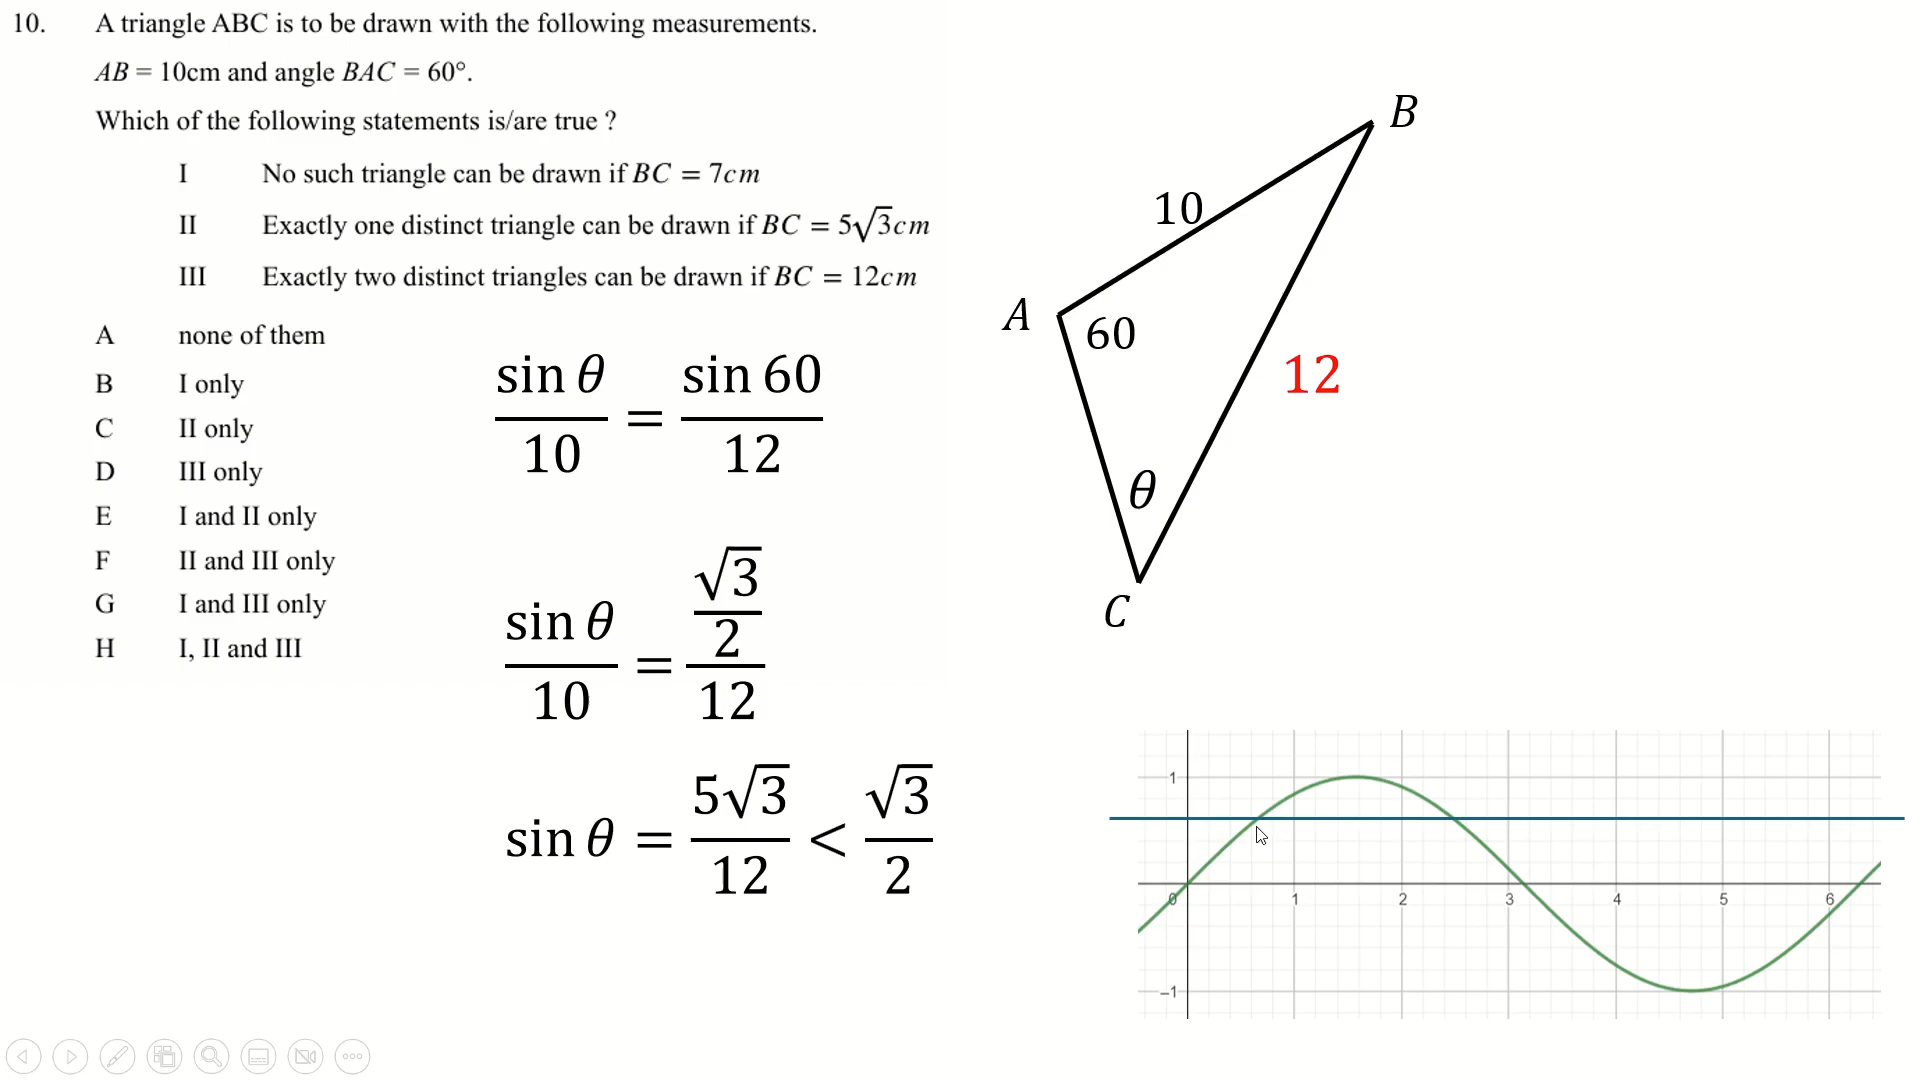 10. A triangle ABC is to be drawn with the following measurements.
AB = 10cm and angle BAC = 60°.
Which of the following statements is/are true ?
I No such triangle can be drawn if BC = 7cm
II Exactly one distinct triangle can be drawn if BC = 5√3cm
III Exactly two distinct triangles can be drawn if BC = 12cm
A none of them
B I only
C II only
D III only
E I and II only
F II and III only
G I and III only
H I, II and III
sin θ / 10 = sin 60 / 12
sin θ / 10 = (√3 / 2) / 12
sin θ = 5√3 / 12 < √3 / 2
B
10
A
60
12
θ
C
1
0 1 2 3 4 5 6
−1